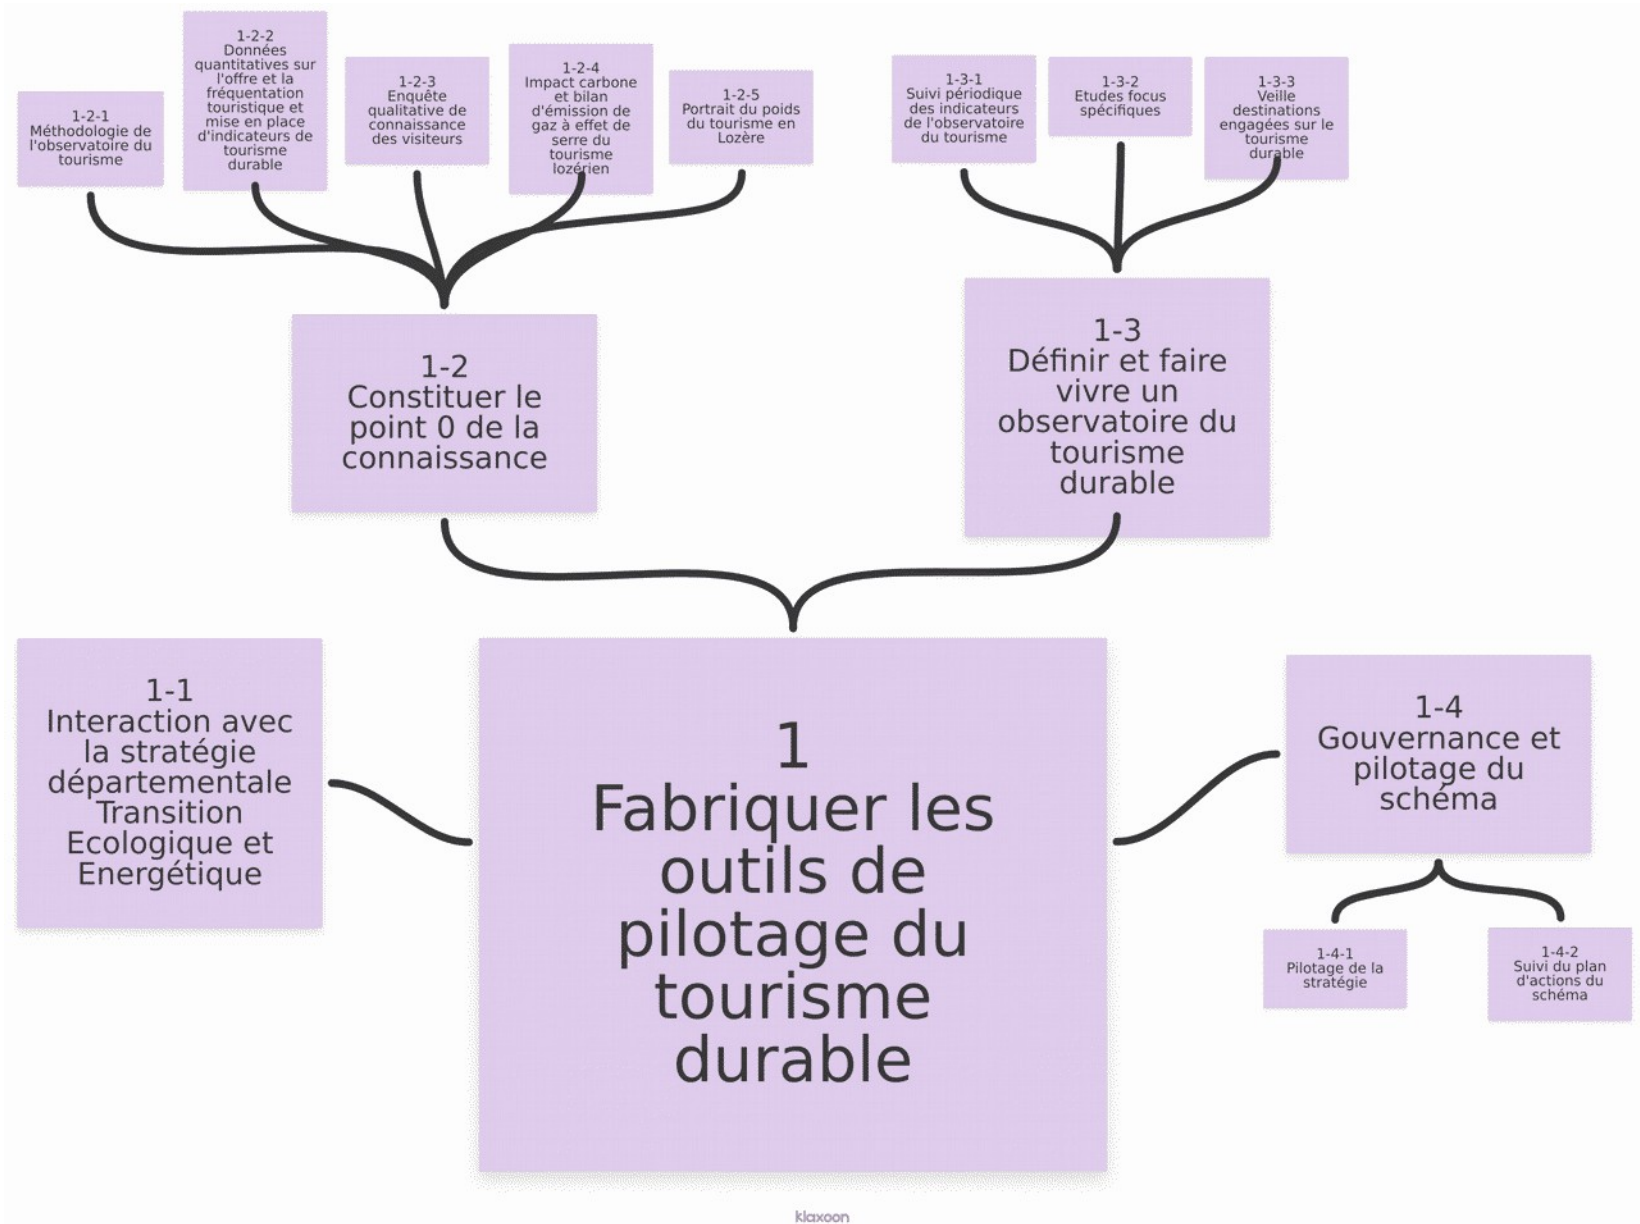 1-2-1
Méthodologie de
l'observatoire du
tourisme
1-2-2
Données
quantitatives sur
l'offre et la
fréquentation
touristique et
mise en place
d'indicateurs de
tourisme
durable
1-2-3
Enquête
qualitative de
connaissance
des visiteurs
1-2-4
Impact carbone
et bilan
d'émission de
gaz à effet de
serre du
tourisme
lozérien
1-2-5
Portrait du poids
du tourisme en
Lozère
1-3-1
Suivi périodique
des indicateurs
de l'observatoire
du tourisme
1-3-2
Etudes focus
spécifiques
1-3-3
Veille
destinations
engagées sur le
tourisme
durable
1-2
Constituer le
point 0 de la
connaissance
1-3
Définir et faire
vivre un
observatoire du
tourisme
durable
1-1
Interaction avec
la stratégie
départementale
Transition
Ecologique et
Energétique
1
Fabriquer les
outils de
pilotage du
tourisme
durable
1-4
Gouvernance et
pilotage du
schéma
1-4-1
Pilotage de la
stratégie
1-4-2
Suivi du plan
d'actions du
schéma
klaxoon